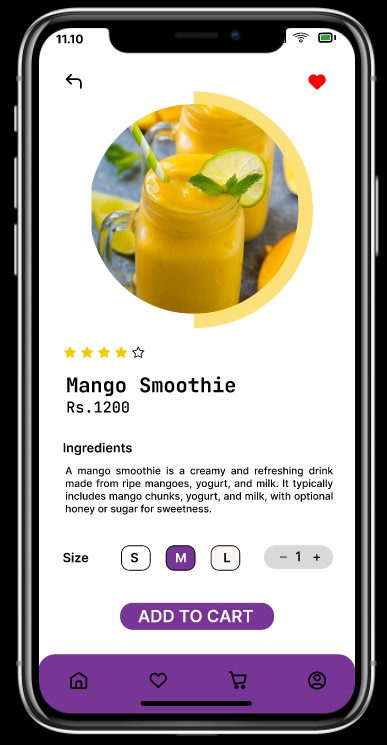 11.10
Mango Smoothie
Rs.1200
Ingredients
A mango smoothie is a creamy and refreshing drink
made from ripe mangoes, yogurt, and milk. It typically
includes mango chunks, yogurt, and milk, with optional
honey or sugar for sweetness.
Size S M L − 1 +
ADD TO CART